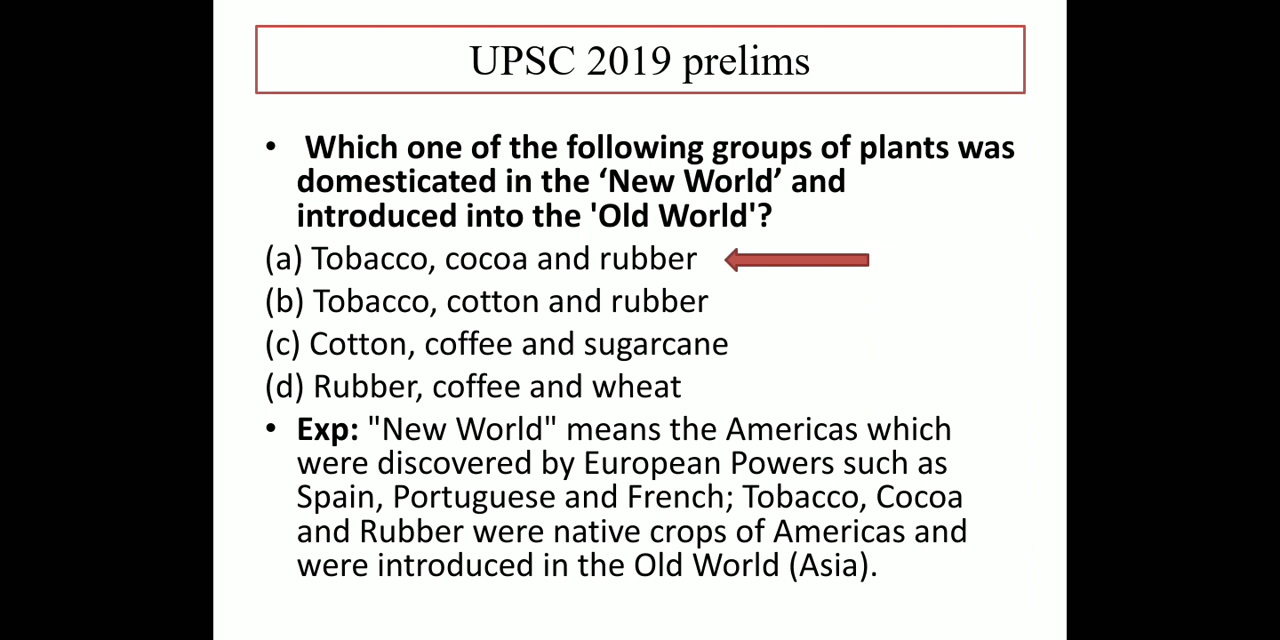 UPSC 2019 prelims
• Which one of the following groups of plants was
domesticated in the ‘New World’ and
introduced into the 'Old World'?
(a) Tobacco, cocoa and rubber
(b) Tobacco, cotton and rubber
(c) Cotton, coffee and sugarcane
(d) Rubber, coffee and wheat
• Exp: "New World" means the Americas which
were discovered by European Powers such as
Spain, Portuguese and French; Tobacco, Cocoa
and Rubber were native crops of Americas and
were introduced in the Old World (Asia).